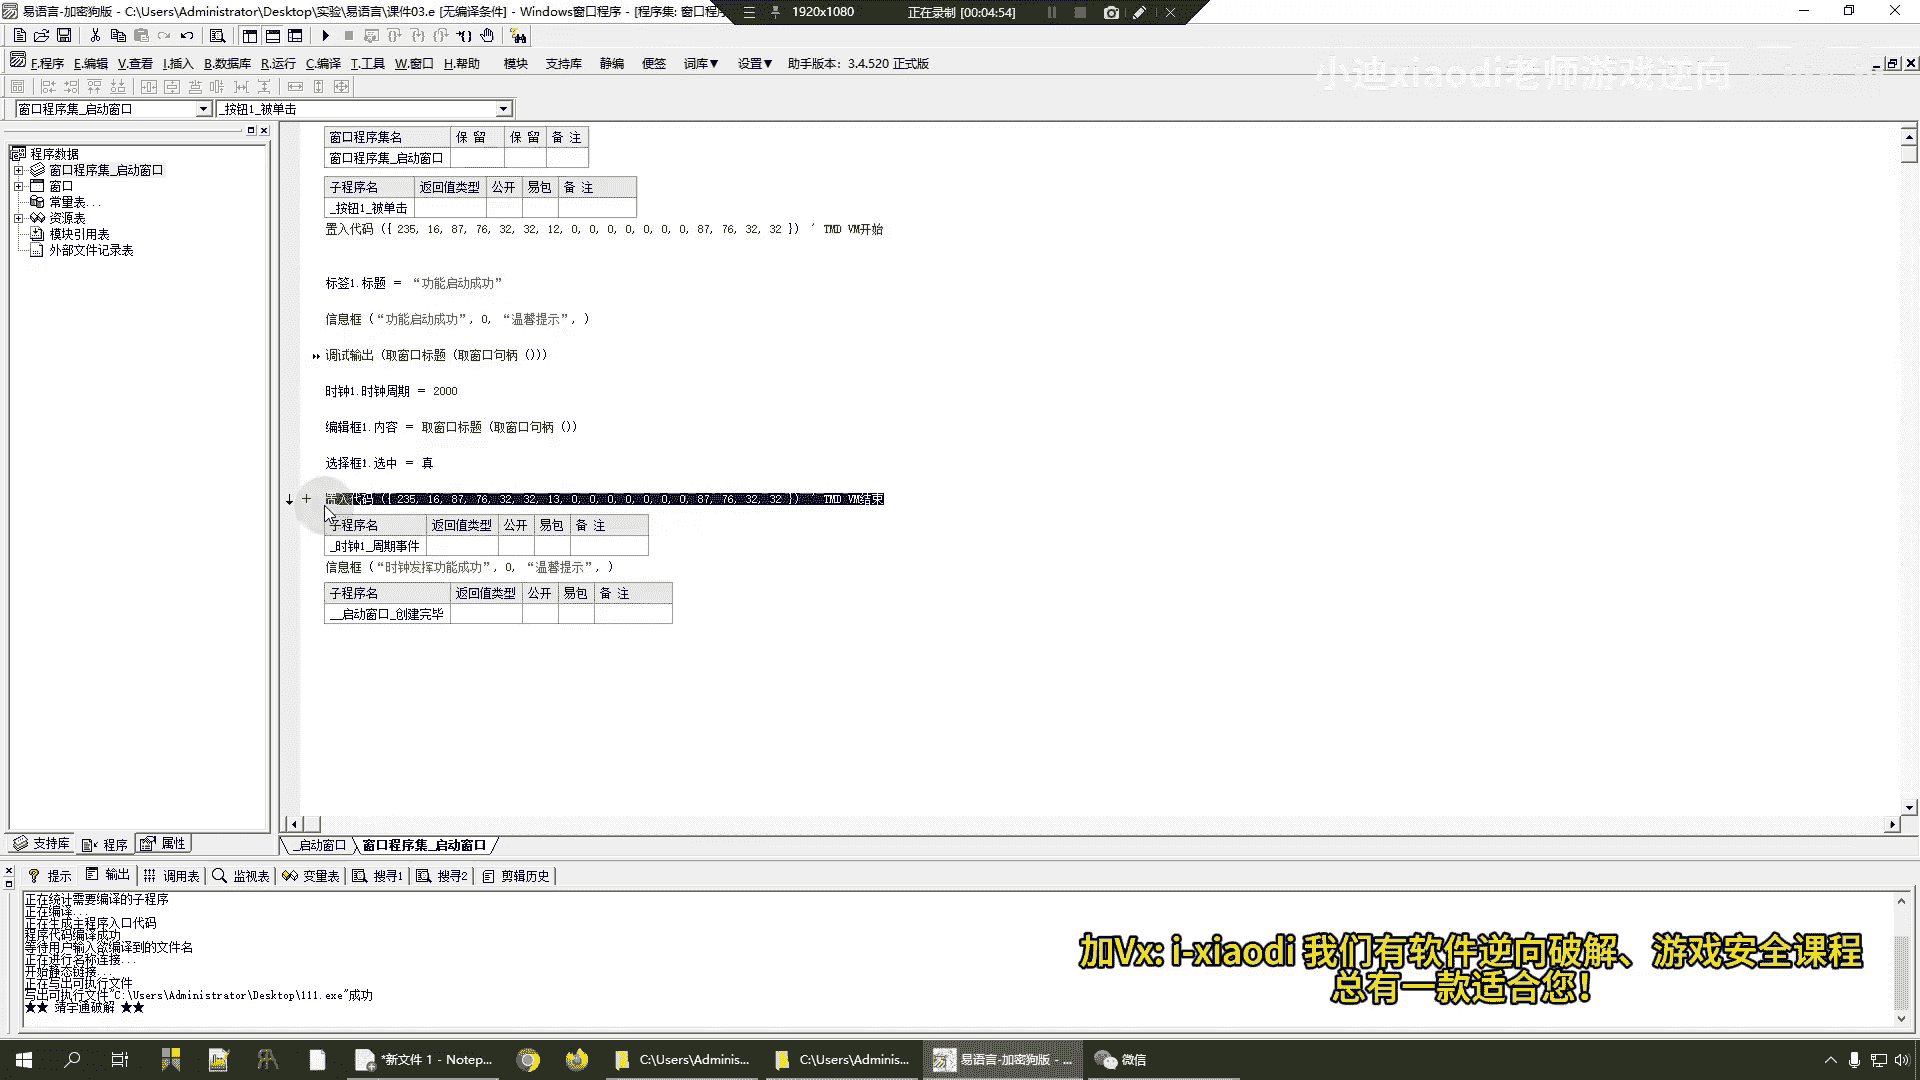 易语言-加密狗版 - C:\Users\Administrator\Desktop\实验\易语言\课件03.e [无编译条件] - Windows窗口程序 - [程序集: 窗口程序
1920x1080 正在录制 [00:04:54]
F.程序 E.编辑 V.查看 I.插入 B.数据库 R.运行 C.编译 T.工具 W.窗口 H.帮助 模块 支持库 静编 便签 词库▼ 设置▼ 助手版本: 3.4.520 正式版
小迪xiaodi老师游戏逆向
窗口程序集_启动窗口 _按钮1_被单击
程序数据
窗口程序集_启动窗口
窗口
常量表...
资源表
模块引用表
外部文件记录表
支持库 程序 属性
窗口程序集名 保 留 保 留 备 注
窗口程序集_启动窗口
子程序名 返回值类型 公开 易包 备 注
_按钮1_被单击
置入代码 ({ 235, 16, 87, 76, 32, 32, 12, 0, 0, 0, 0, 0, 0, 0, 87, 76, 32, 32 }) ' TMD VM开始
标签1.标题 = “功能启动成功”
信息框 (“功能启动成功”, 0, “温馨提示”, )
调试输出 (取窗口标题 (取窗口句柄 ()))
时钟1.时钟周期 = 2000
编辑框1.内容 = 取窗口标题 (取窗口句柄 ())
选择框1.选中 = 真
置入代码 ({ 235, 16, 87, 76, 32, 32, 13, 0, 0, 0, 0, 0, 0, 0, 87, 76, 32, 32 }) ' TMD VM结束
子程序名 返回值类型 公开 易包 备 注
_时钟1_周期事件
信息框 (“时钟发挥功能成功”, 0, “温馨提示”, )
子程序名 返回值类型 公开 易包 备 注
__启动窗口_创建完毕
_启动窗口 窗口程序集_启动窗口
提示 输出 调用表 监视表 变量表 搜寻1 搜寻2 剪辑历史
正在统计需要编译的子程序
正在编译...
正在生成主程序入口代码
程序代码编译成功
等待用户输入欲编译到的文件名
正在进行名称连接...
开始静态链接...
正在写出可执行文件
写出可执行文件"C:\Users\Administrator\Desktop\111.exe"成功
★★ 靖宇通破解 ★★
加Vx: i-xiaodi 我们有软件逆向破解、游戏安全课程
总有一款适合您！
*新文件 1 - Notep... C:\Users\Adminis... C:\Users\Adminis... 易语言-加密狗版 - ... 微信